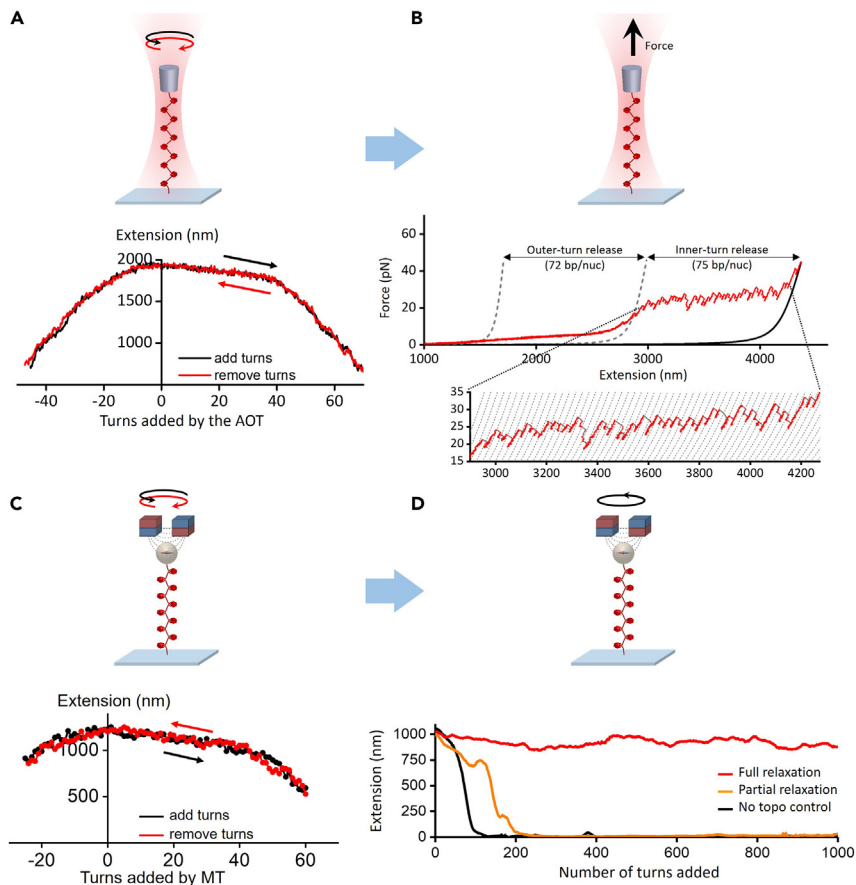 A
B
Force
Extension (nm)
2000
1500
1000
-40
-20
0
20
40
60
Turns added by the AOT
add turns
remove turns
60
40
20
0
Force (pN)
Outer-turn release
(72 bp/nuc)
Inner-turn release
(75 bp/nuc)
1000
2000
3000
4000
Extension (nm)
35
30
25
20
15
3000
3200
3400
3600
3800
4000
4200
C
D
Extension (nm)
1000
500
-20
0
20
40
60
Turns added by MT
add turns
remove turns
1000
750
500
250
0
Extension (nm)
Full relaxation
Partial relaxation
No topo control
0
200
400
600
800
1000
Number of turns added